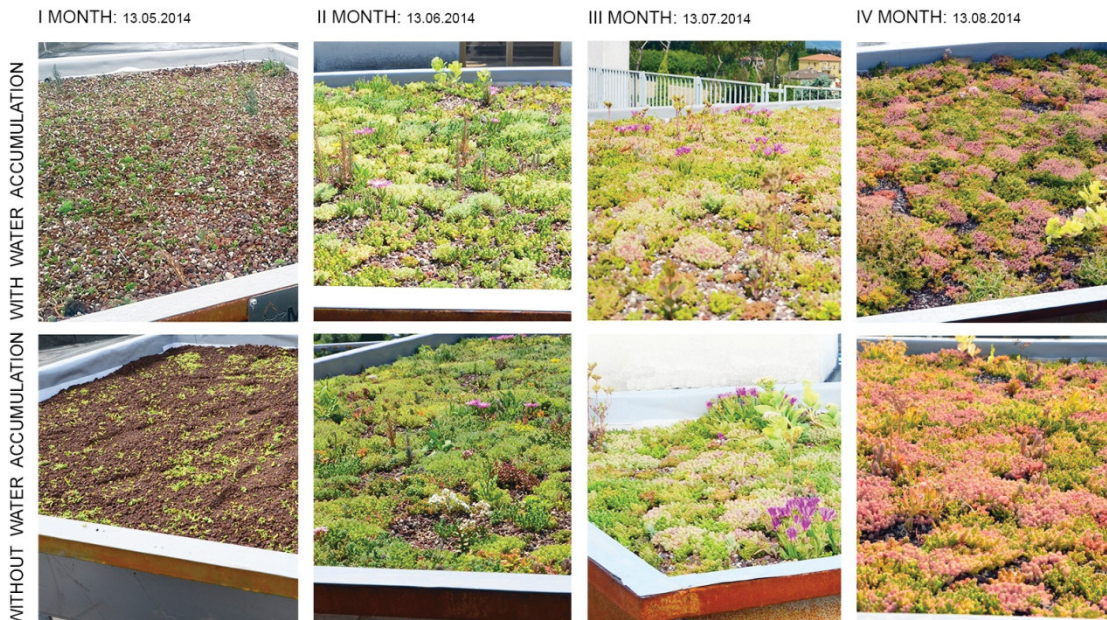 I MONTH: 13.05.2014
II MONTH: 13.06.2014
III MONTH: 13.07.2014
IV MONTH: 13.08.2014
WITH WATER ACCUMULATION
WITHOUT WATER ACCUMULATION